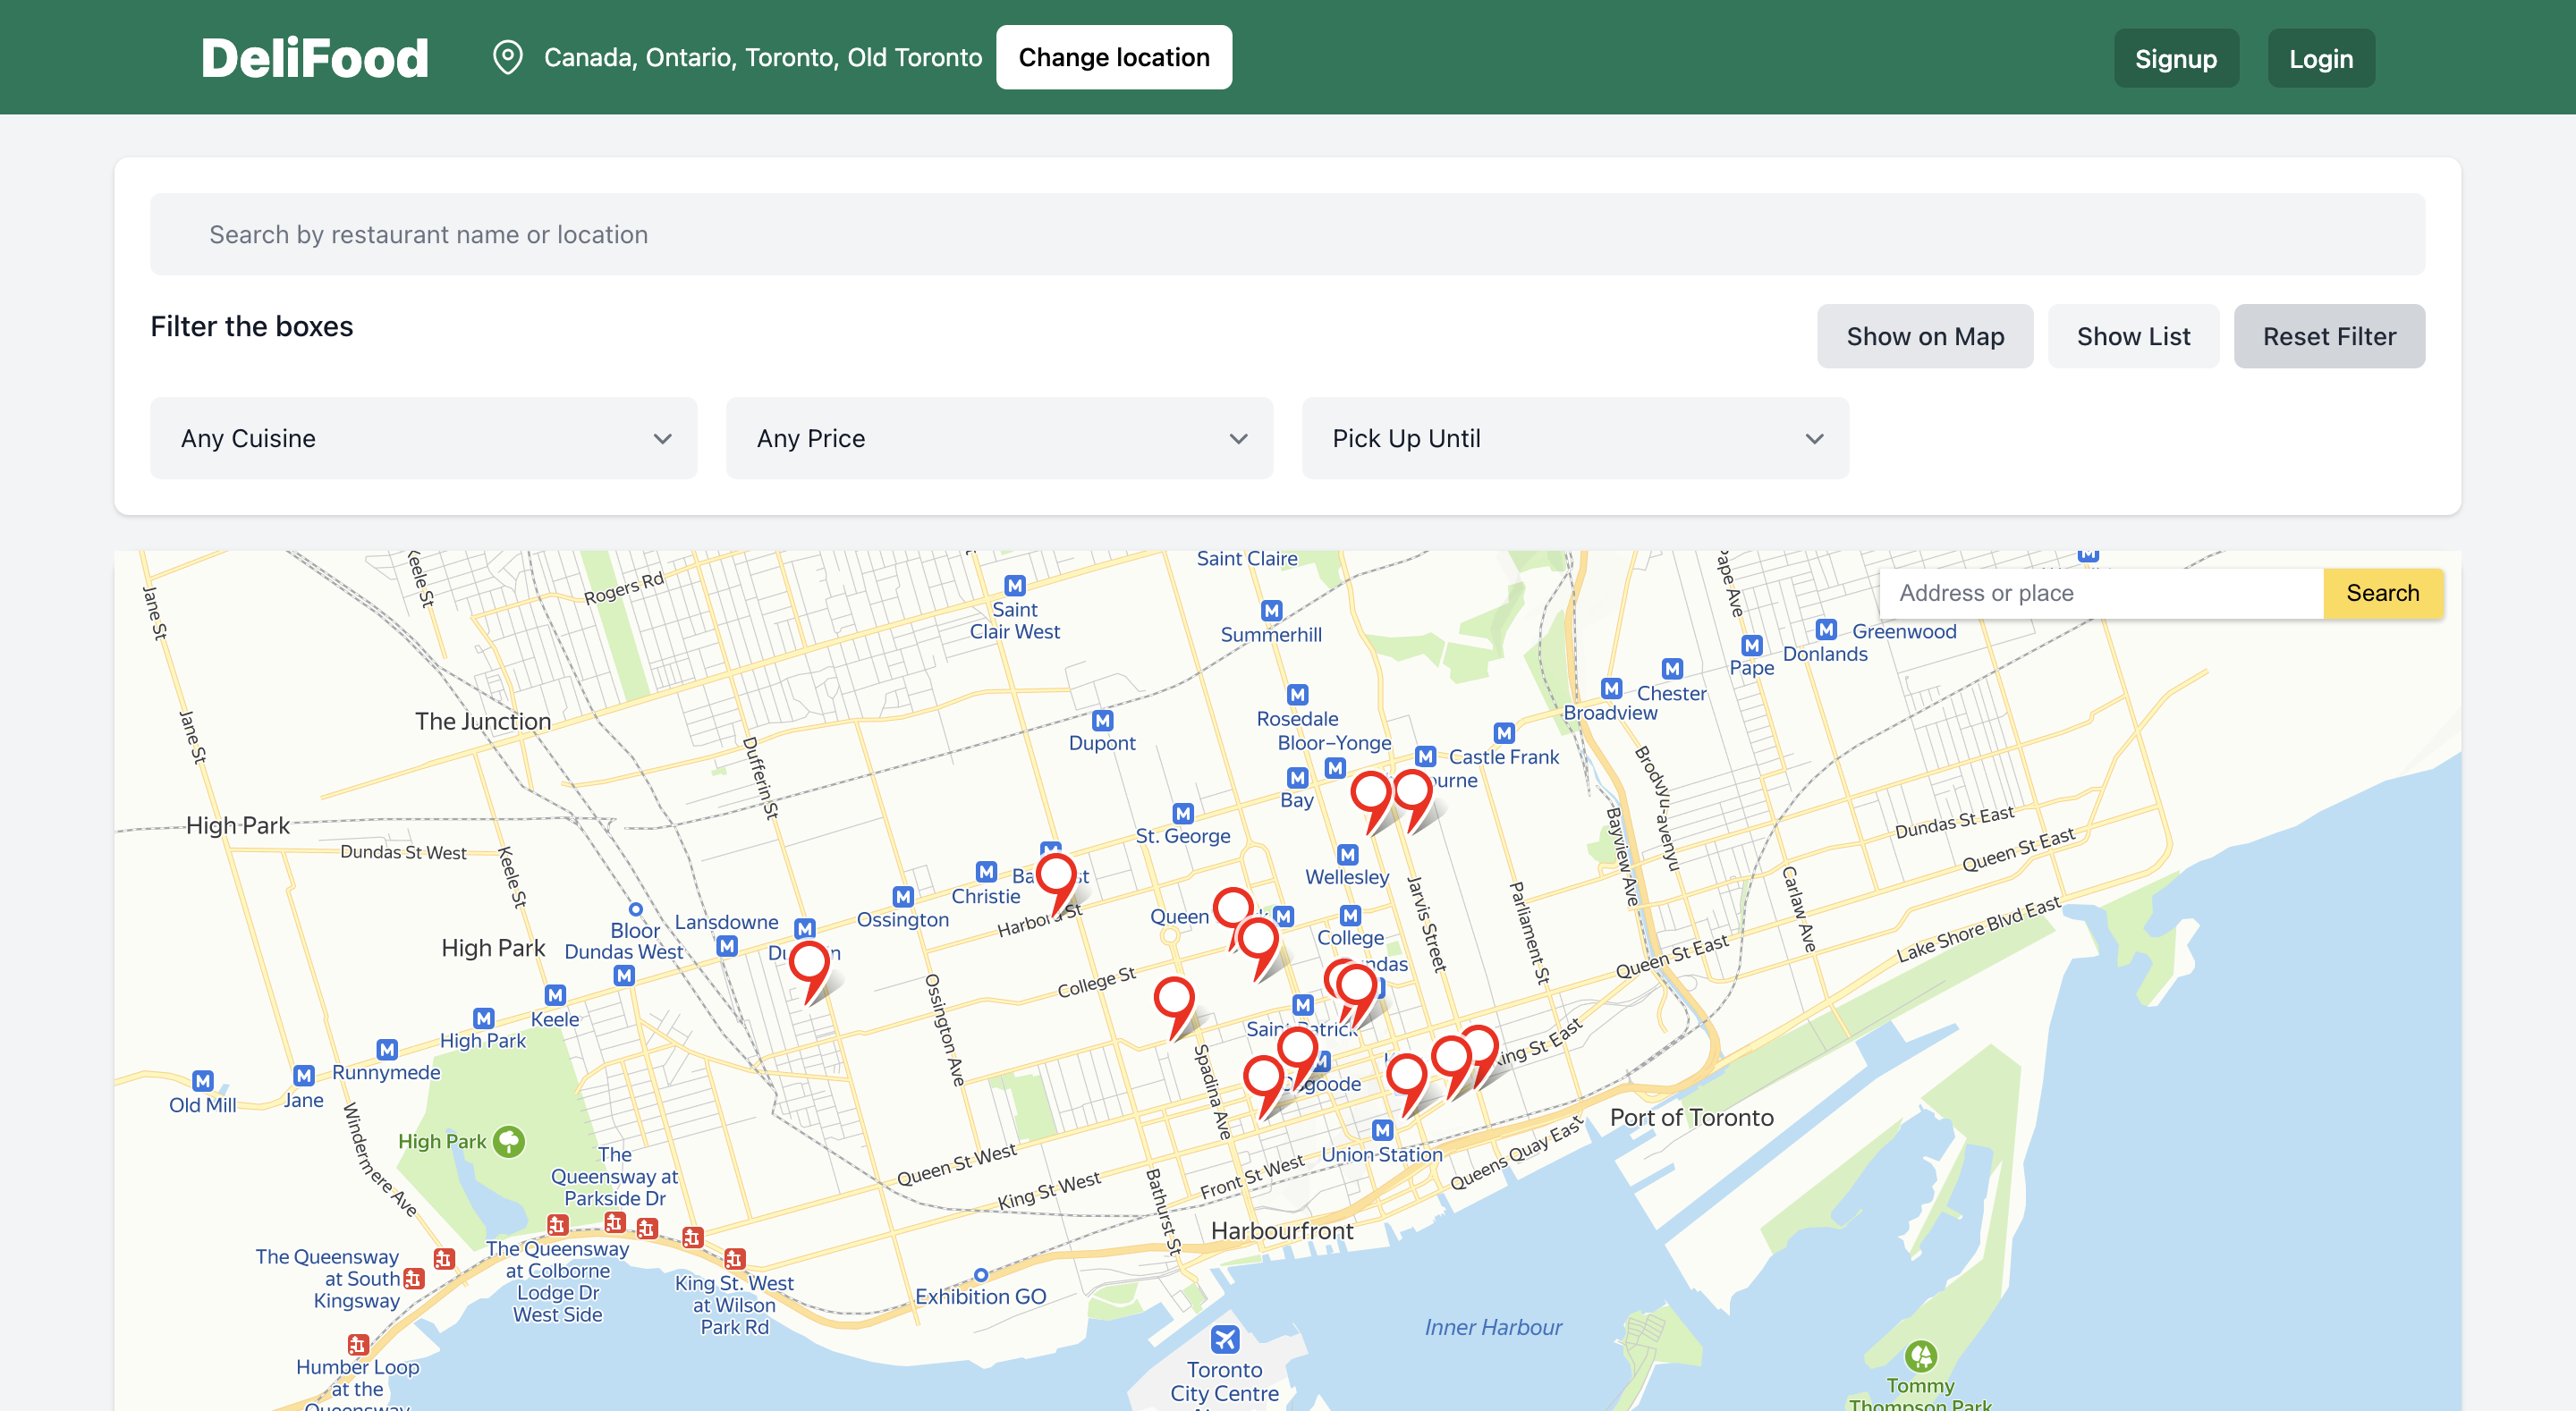 DeliFood
Canada, Ontario, Toronto, Old Toronto
Change location
Signup
Login
Search by restaurant name or location
Filter the boxes
Show on Map
Show List
Reset Filter
Any Cuisine
Any Price
Pick Up Until
Address or place
Search
Saint Claire
Keele St
Rogers Rd
Jane St
Saint
Clair West
Summerhill
Pape Ave
Greenwood
Donlands
Pape
Chester
Broadview
Rosedale
Bloor–Yonge
The Junction
Jane St
Dupont
Dufferin St
Castle Frank
Bay
Brodvyu-avenyu
High Park
Dundas St West
Keele St
St. George
Bayview Ave
Dundas St East
Queen St East
Wellesley
Christie
Harbord St
Ossington
Lansdowne
Bloor
Dundas West
High Park
Queen
College
Jarvis Street
Parliament St
Carlaw Ave
Lake Shore Blvd East
Queen St East
College St
Ossington Ave
Keele
High Park
Runnymede
Jane
Old Mill
Saint Patrick
King St East
Spadina Ave
Port of Toronto
Windermere Ave
High Park
The
Queensway at
Parkside Dr
Queen St West
King St West
Front St West
Union Station
Queens Quay East
Bathurst St
Harbourfront
The Queensway
at South
Kingsway
The Queensway
at Colborne
Lodge Dr
West Side
King St. West
at Wilson
Park Rd
Exhibition GO
Inner Harbour
Humber Loop
at the
Queensway
Toronto
City Centre
Tommy
Thompson Park